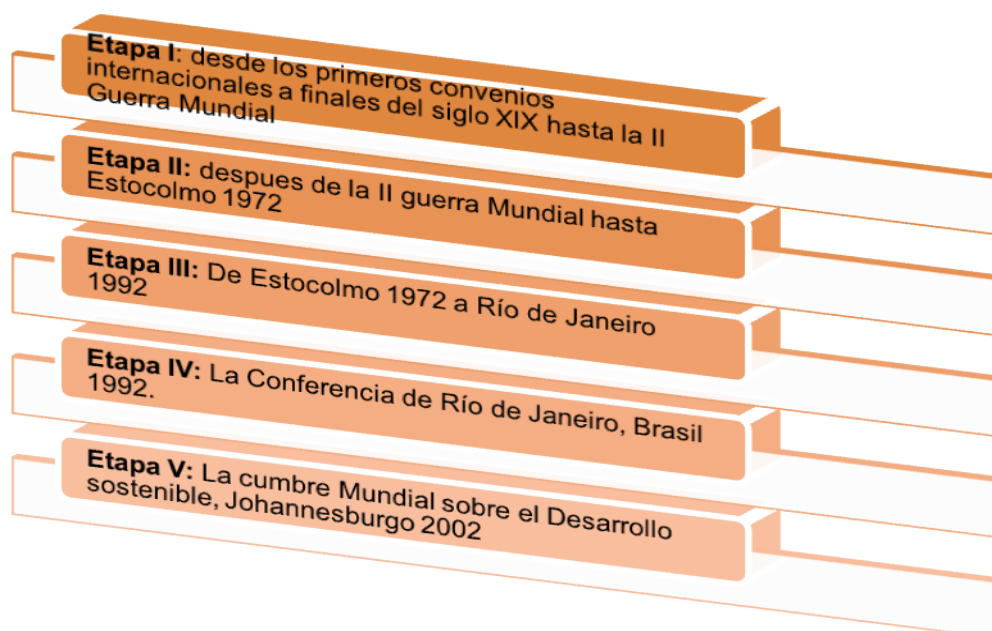 Etapa I: desde los primeros convenios
internacionales a finales del siglo XIX hasta la II
Guerra Mundial
Etapa II: despues de la II guerra Mundial hasta
Estocolmo 1972
Etapa III: De Estocolmo 1972 a Río de Janeiro
1992
Etapa IV: La Conferencia de Río de Janeiro, Brasil
1992.
Etapa V: La cumbre Mundial sobre el Desarrollo
sostenible, Johannesburgo 2002